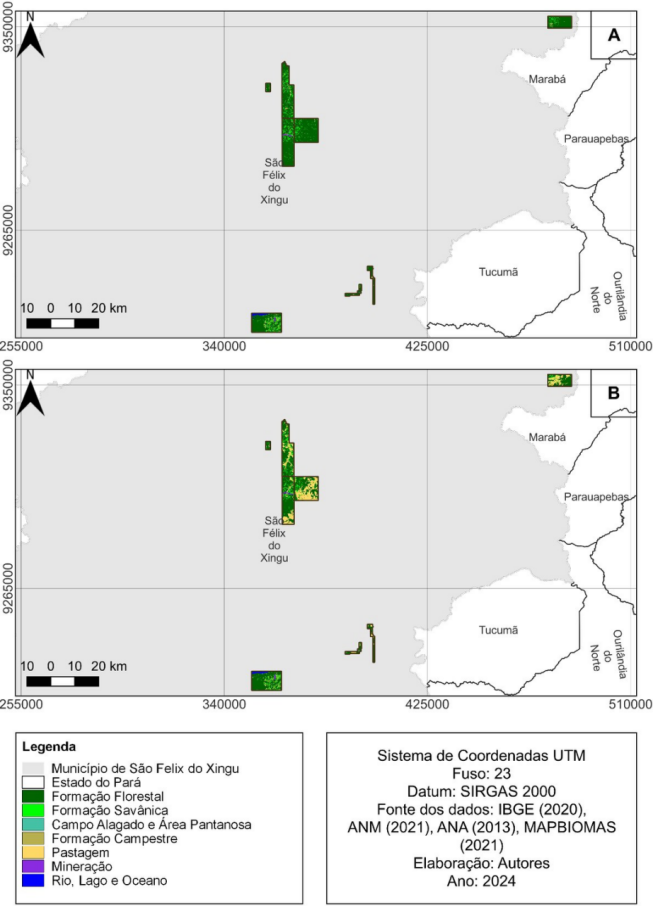 N
A
9350000
Marabá
Parauapebas
São
Félix
do
Xingu
9265000
Tucumã
Ourilândia
do
Norte
10 0 10 20 km
255000 340000 425000 510000
N
B
9350000
Marabá
Parauapebas
São
Félix
do
Xingu
9265000
Tucumã
Ourilândia
do
Norte
10 0 10 20 km
255000 340000 425000 510000
Legenda
Município de São Felix do Xingu
Estado do Pará
Formação Florestal
Formação Savânica
Campo Alagado e Área Pantanosa
Formação Campestre
Pastagem
Mineração
Rio, Lago e Oceano
Sistema de Coordenadas UTM
Fuso: 23
Datum: SIRGAS 2000
Fonte dos dados: IBGE (2020),
ANM (2021), ANA (2013), MAPBIOMAS
(2021)
Elaboração: Autores
Ano: 2024